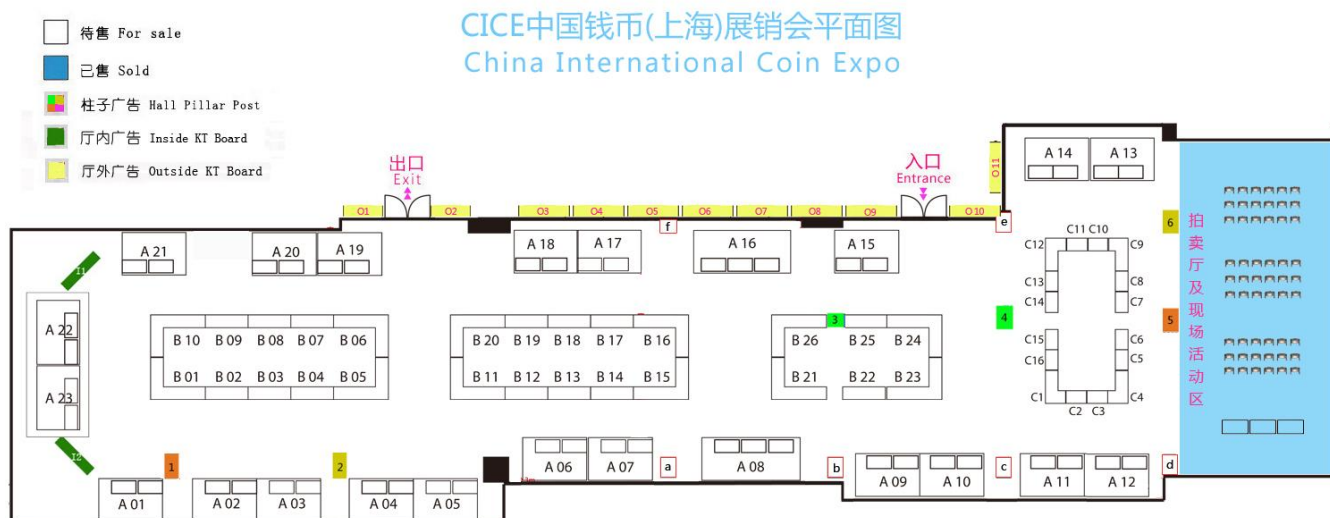 CICE中国钱币(上海)展销会平面图
China International Coin Expo
待售 For sale
已售 Sold
柱子广告 Hall Pillar Post
厅内广告 Inside KT Board
厅外广告 Outside KT Board
出口
Exit
入口
Entrance
O1
O2
O3
O4
O5
O6
O7
O8
O9
O10
O11
A 14
A 13
f
e
A 21
A 20
A 19
A 18
A 17
A 16
A 15
6
C12
C11
C10
C9
C13
C8
C14
C7
C15
C6
C16
C5
C1
C2
C3
C4
I1
A 22
A 23
I2
B 10
B 09
B 08
B 07
B 06
B 01
B 02
B 03
B 04
B 05
B 20
B 19
B 18
B 17
B 16
B 11
B 12
B 13
B 14
B 15
3
B 26
B 25
B 24
B 21
B 22
B 23
4
5
拍卖厅及现场活动区
1
2
A 06
A 07
a
A 08
b
A 09
A 10
c
A 11
A 12
d
A 01
A 02
A 03
A 04
A 05